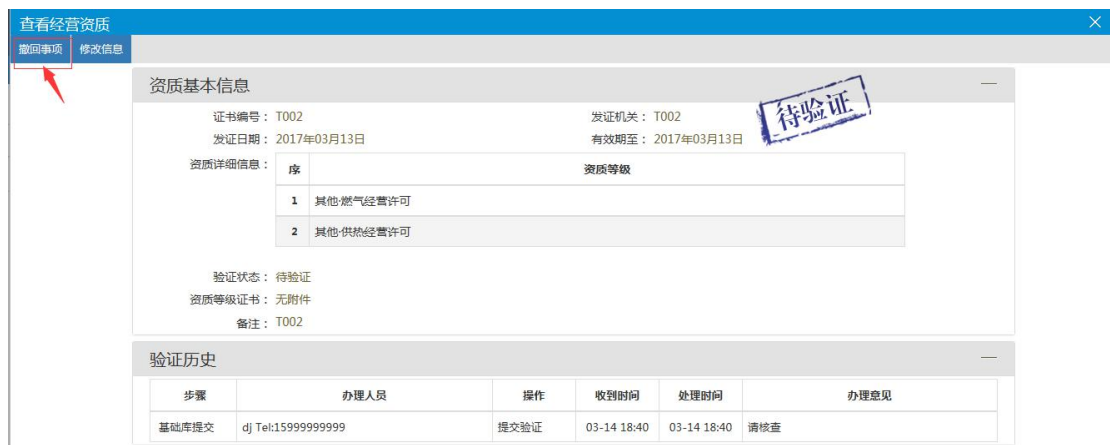 查看经营资质
撤回事项 修改信息
资质基本信息
待验证
证书编号： T002 发证机关： T002
发证日期： 2017年03月13日 有效期至： 2017年03月13日
资质详细信息：
序 资质等级
1 其他·燃气经营许可
2 其他·供热经营许可
验证状态： 待验证
资质等级证书： 无附件
备注： T002
验证历史
步骤 办理人员 操作 收到时间 处理时间 办理意见
基础库提交 dj Tel:15999999999 提交验证 03-14 18:40 03-14 18:40 请核查